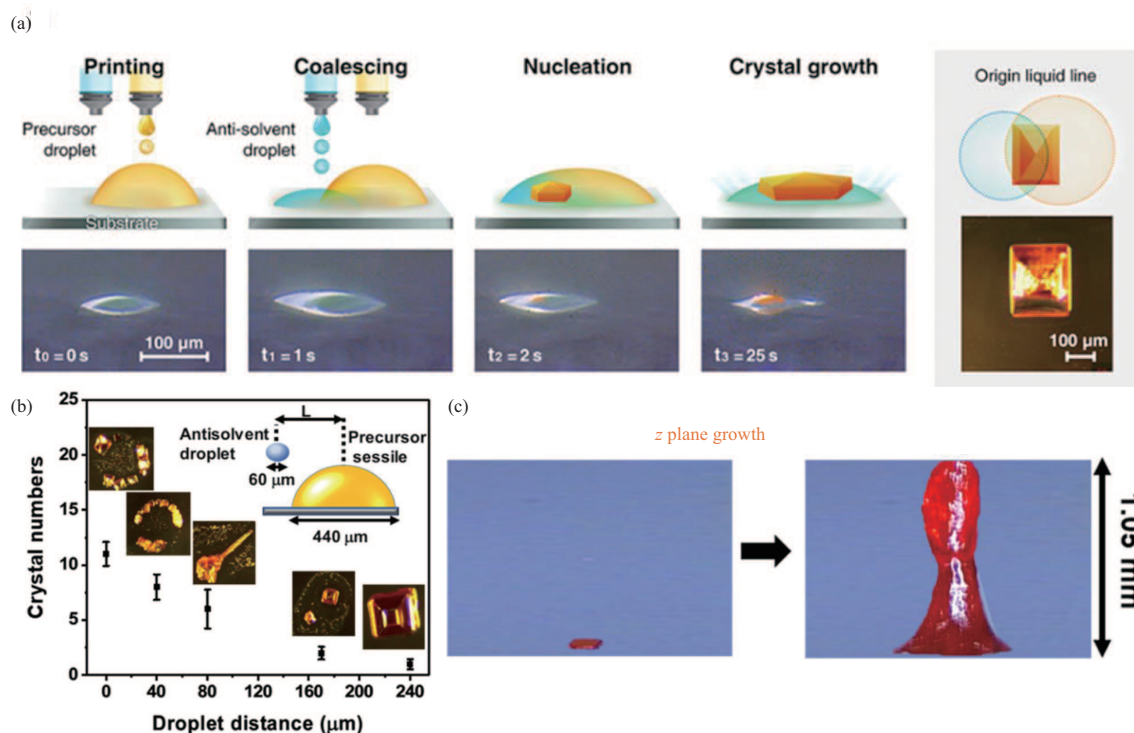 (a)
Printing
Coalescing
Nucleation
Crystal growth
Precursor
droplet
Anti-solvent
droplet
Substrate
t0 = 0 s
100 µm
t1 = 1 s
t2 = 2 s
t3 = 25 s
Origin liquid line
100 µm
(b)
25
20
15
10
5
0
Crystal numbers
L
Antisolvent
droplet
Precursor
sessile
60 µm
440 µm
0
40
80
120
160
200
240
Droplet distance (µm)
(c)
z plane growth
1.05 mm